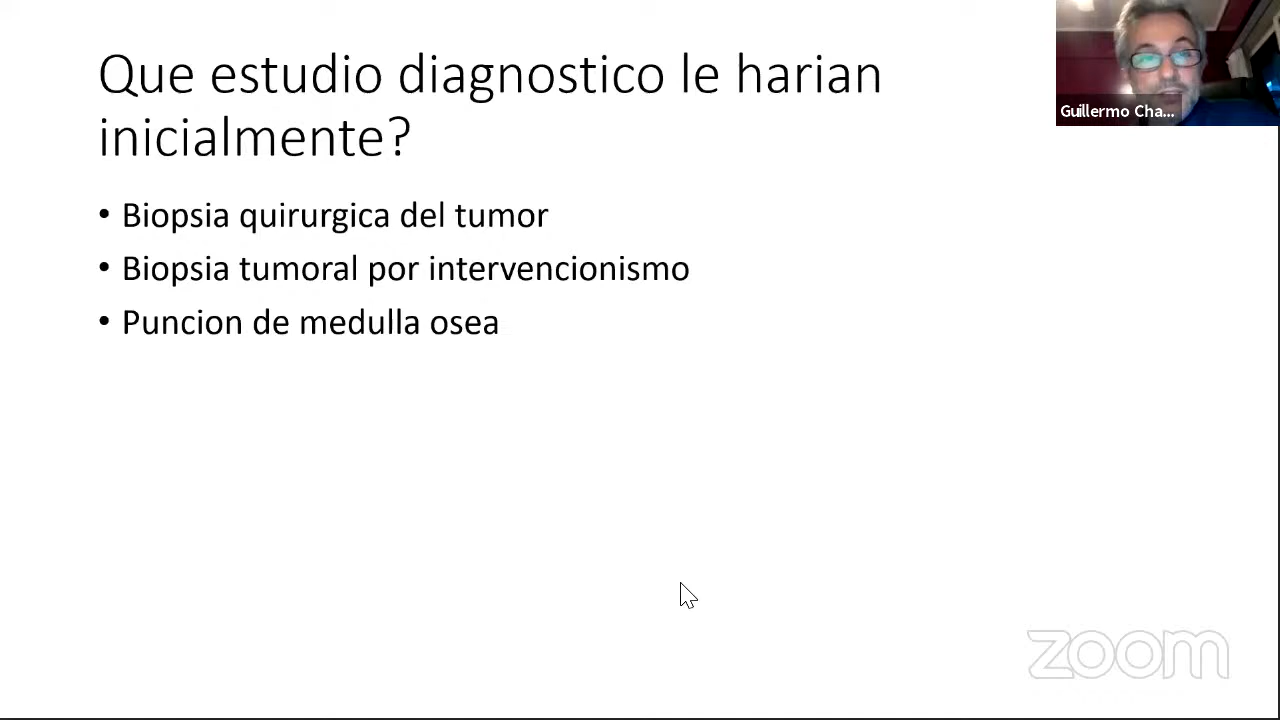 Que estudio diagnostico le harian
inicialmente?
• Biopsia quirurgica del tumor
• Biopsia tumoral por intervencionismo
• Puncion de medulla osea
Guillermo Cha...
zoom